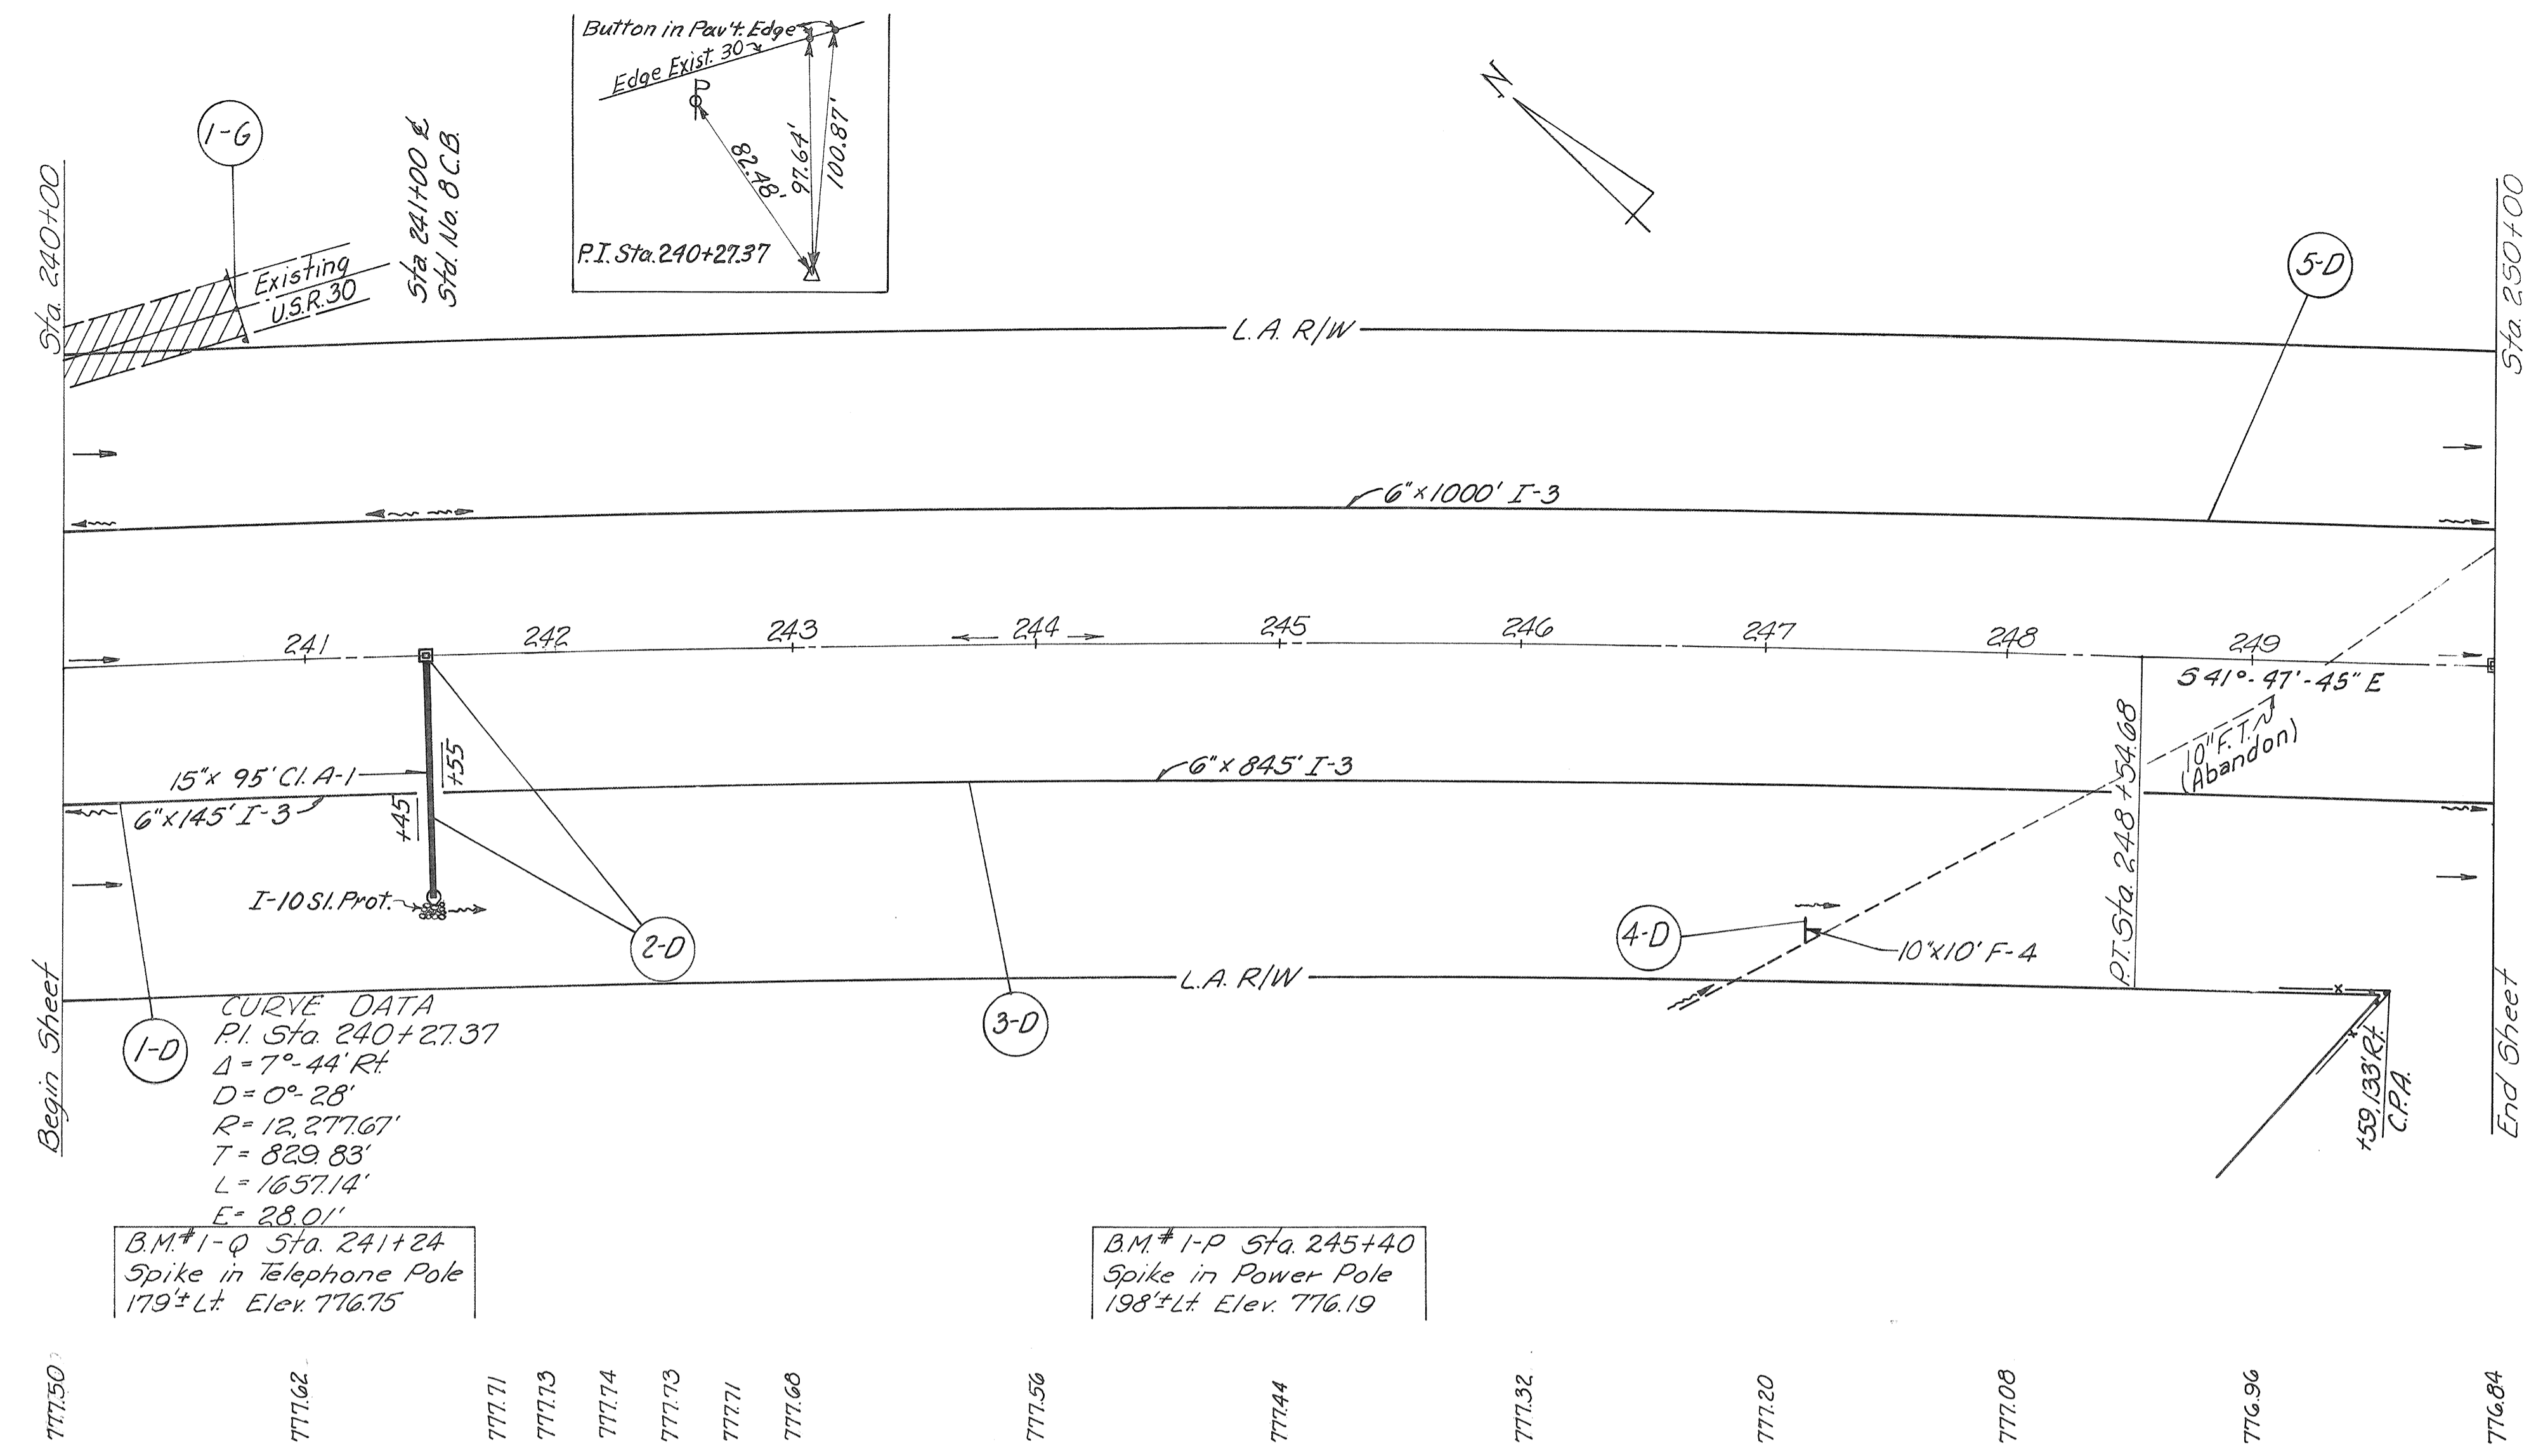 Button in Pav't. Edge
Edge Exist. 30
82.48'
97.64'
100.87'
P.I. Sta. 240+27.37
N
1-G
Sta. 240+00
Sta. 241+00 ℄
Std. No. 8 C.B.
Existing
U.S.R. 30
Sta. 250+00
5-D
L.A. R/W
6"x1000' I-3
241
242
243
244
245
246
247
248
249
S 41°-47'-45" E
10" F.T.
(Abandon)
P.T. Sta. 248+54.68
15"x 95' Cl. A-1
+55
6"x 845' I-3
6"x145' I-3
+45
I-10 Sl. Prot.
2-D
4-D
10"x10' F-4
L.A. R/W
1-D
3-D
Begin Sheet
End Sheet
+59, 133' Rt.
C.P.A.
CURVE DATA
P.I. Sta. 240+27.37
Δ = 7°-44' Rt.
D = 0°-28'
R = 12,277.67'
T = 829.83'
L = 1657.14'
E = 28.01'
B.M.# 1-Q Sta. 241+24
Spike in Telephone Pole
179'± Lt. Elev. 776.75
B.M.# 1-P Sta. 245+40
Spike in Power Pole
198'± Lt. Elev. 776.19
777.50
777.62
777.71
777.73
777.74
777.73
777.71
777.68
777.56
777.44
777.32
777.20
777.08
776.96
776.84